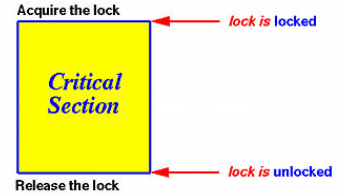 Acquire the lock
lock is locked
Critical
Section
lock is unlocked
Release the lock